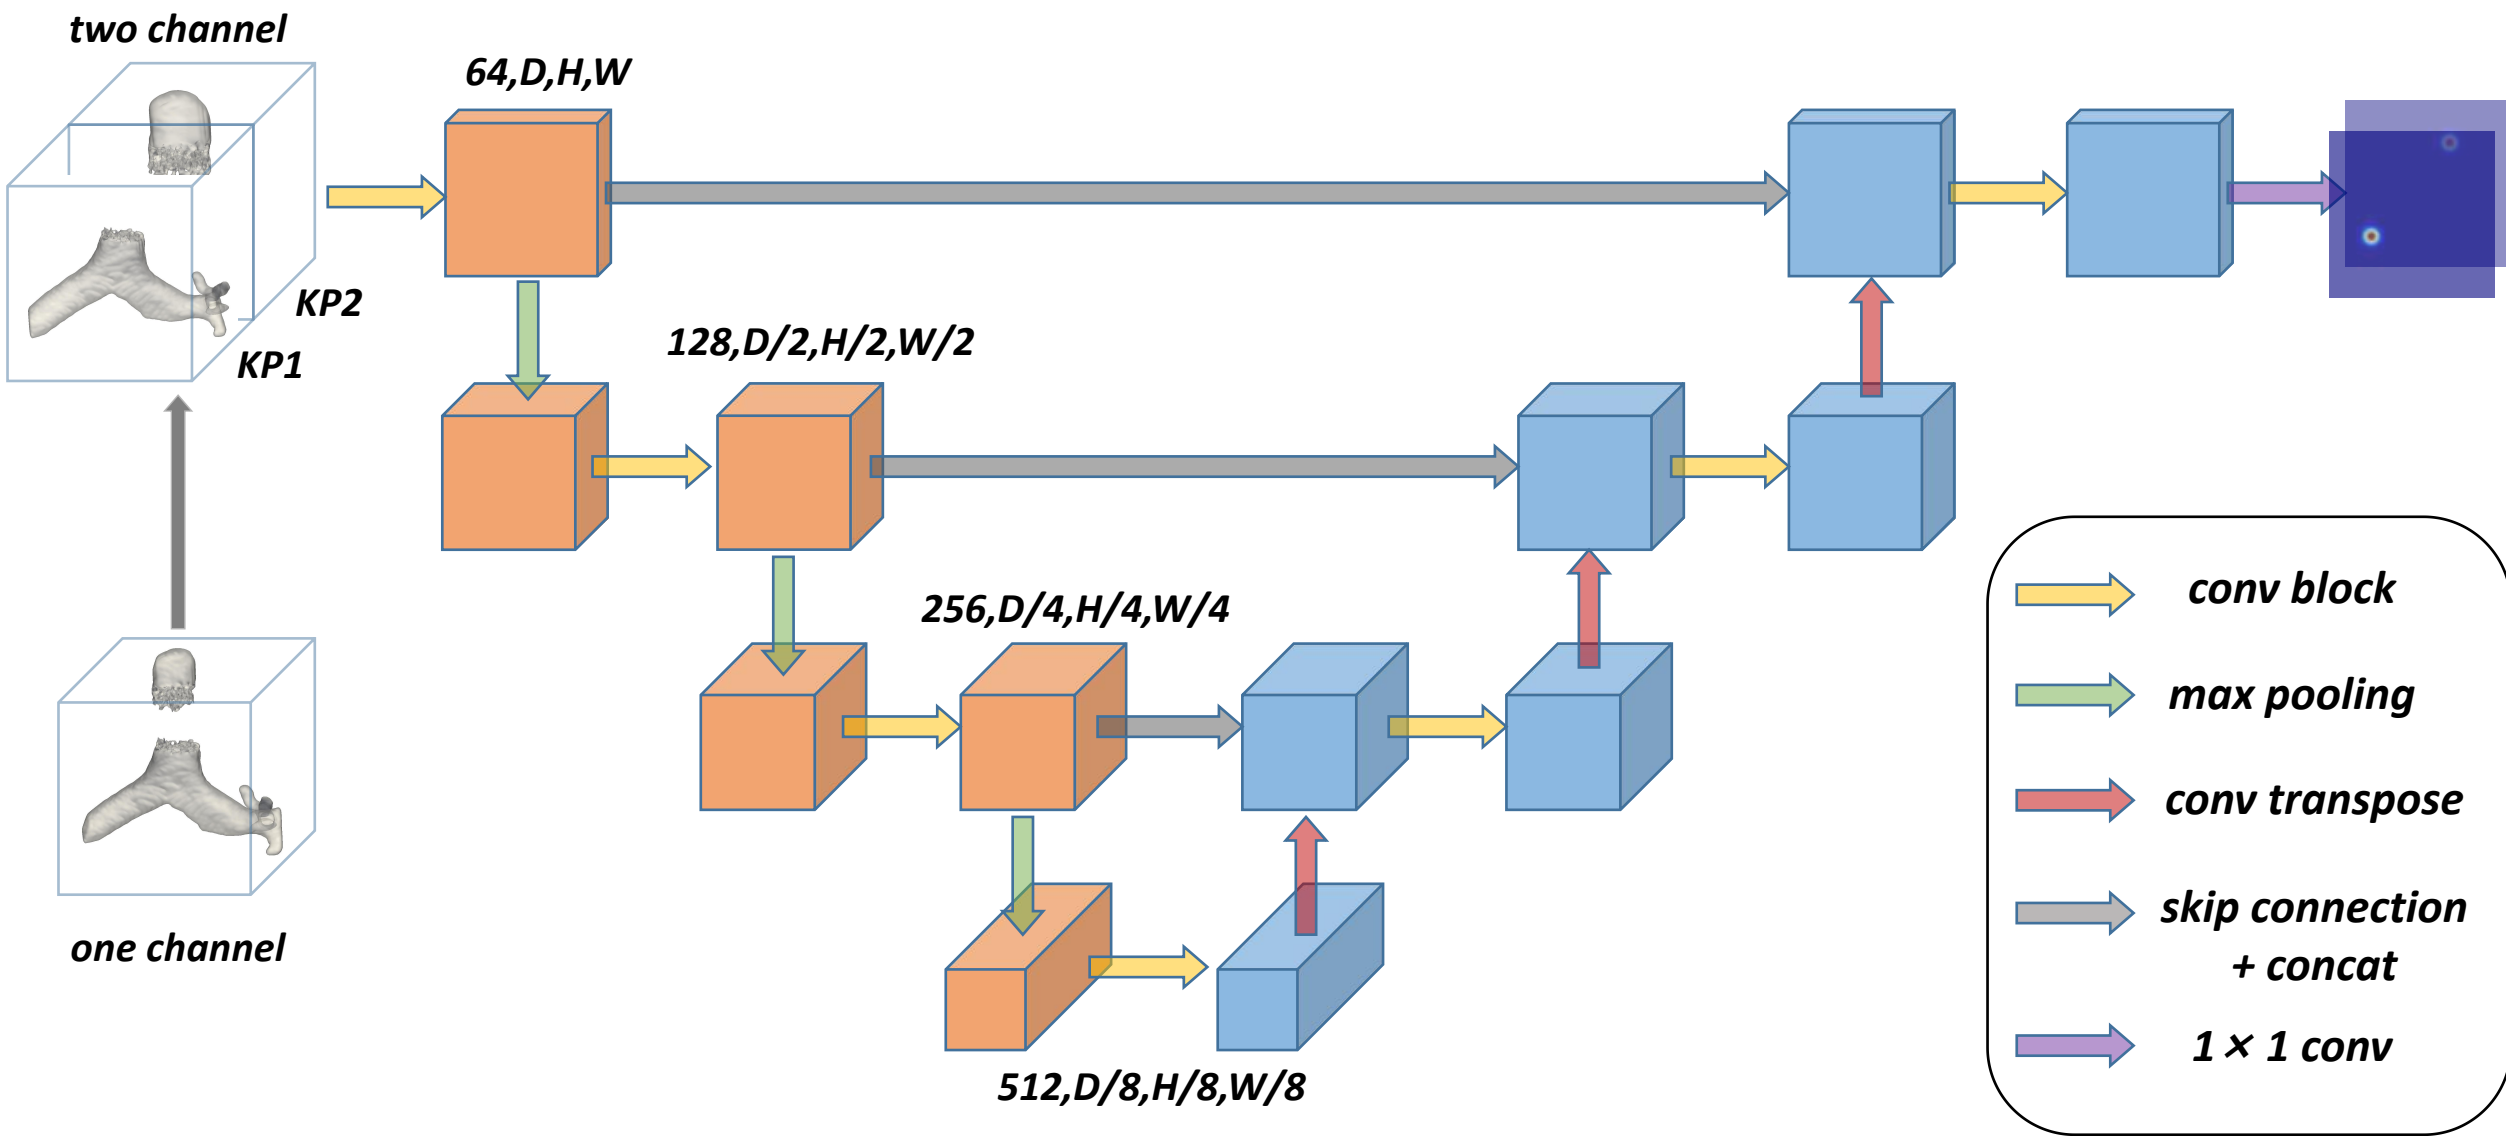 two channel
64,D,H,W
KP2
KP1
128,D/2,H/2,W/2
256,D/4,H/4,W/4
one channel
512,D/8,H/8,W/8
conv block
max pooling
conv transpose
skip connection
+ concat
1 × 1 conv